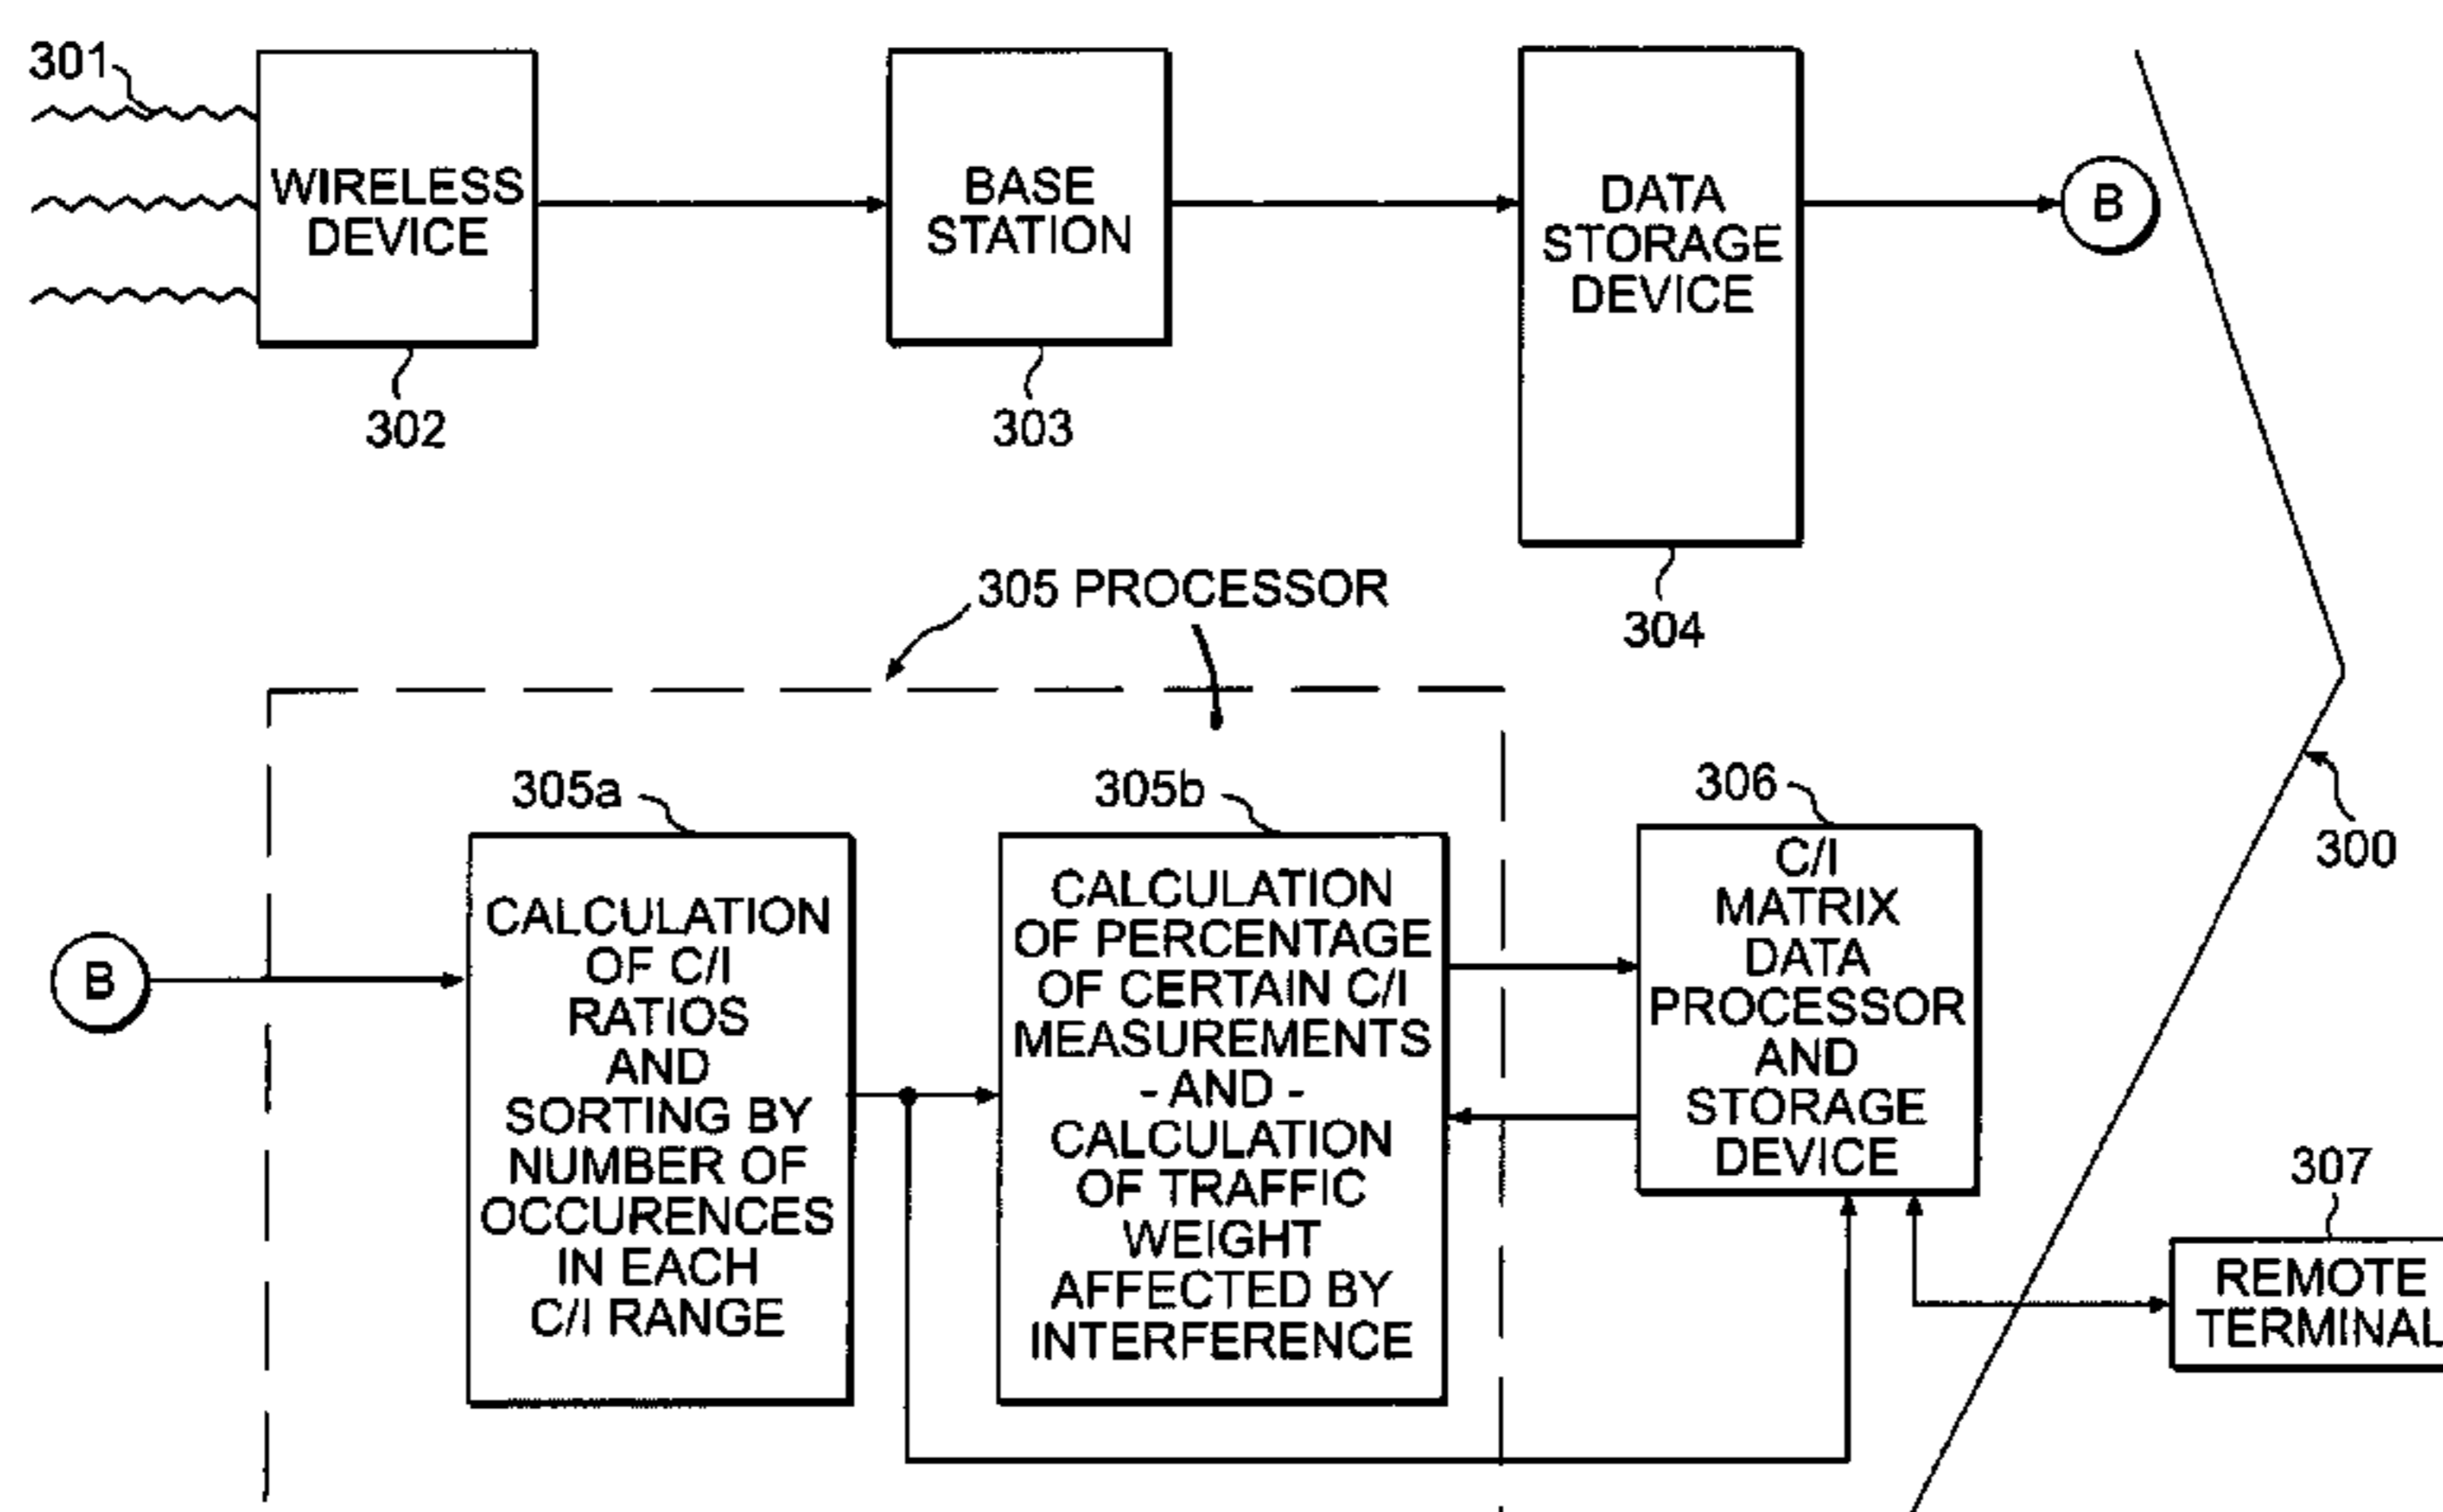 301
WIRELESS
DEVICE
302
BASE
STATION
303
DATA
STORAGE
DEVICE
304
B
305 PROCESSOR
305a
305b
306
300
B
CALCULATION
OF C/I
RATIOS
AND
SORTING BY
NUMBER OF
OCCURENCES
IN EACH
C/I RANGE
CALCULATION
OF PERCENTAGE
OF CERTAIN C/I
MEASUREMENTS
- AND -
CALCULATION
OF TRAFFIC
WEIGHT
AFFECTED BY
INTERFERENCE
C/I
MATRIX
DATA
PROCESSOR
AND
STORAGE
DEVICE
307
REMOTE
TERMINAL